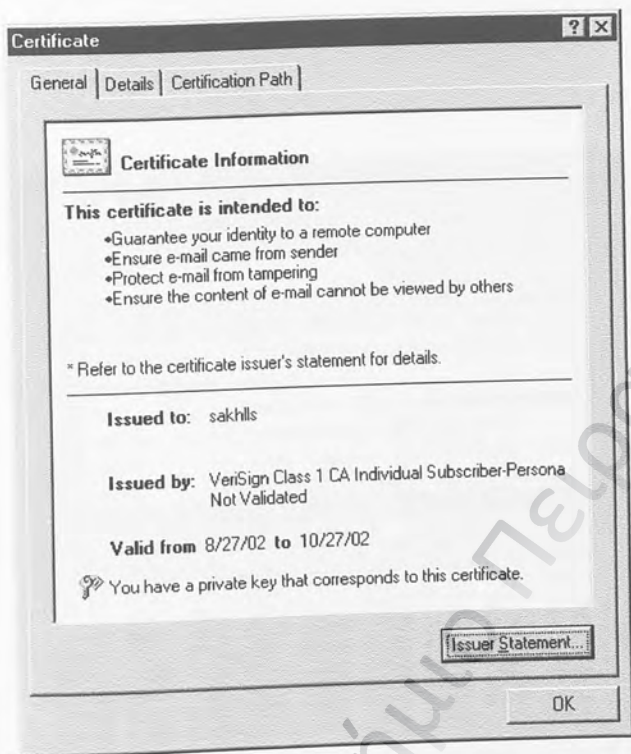 Certificate
General Details Certification Path
Certificate Information
This certificate is intended to:
•Guarantee your identity to a remote computer
•Ensure e-mail came from sender
•Protect e-mail from tampering
•Ensure the content of e-mail cannot be viewed by others
* Refer to the certificate issuer's statement for details.
Issued to: sakhlls
Issued by: VeriSign Class 1 CA Individual Subscriber-Persona
Not Validated
Valid from 8/27/02 to 10/27/02
You have a private key that corresponds to this certificate.
Issuer Statement...
OK